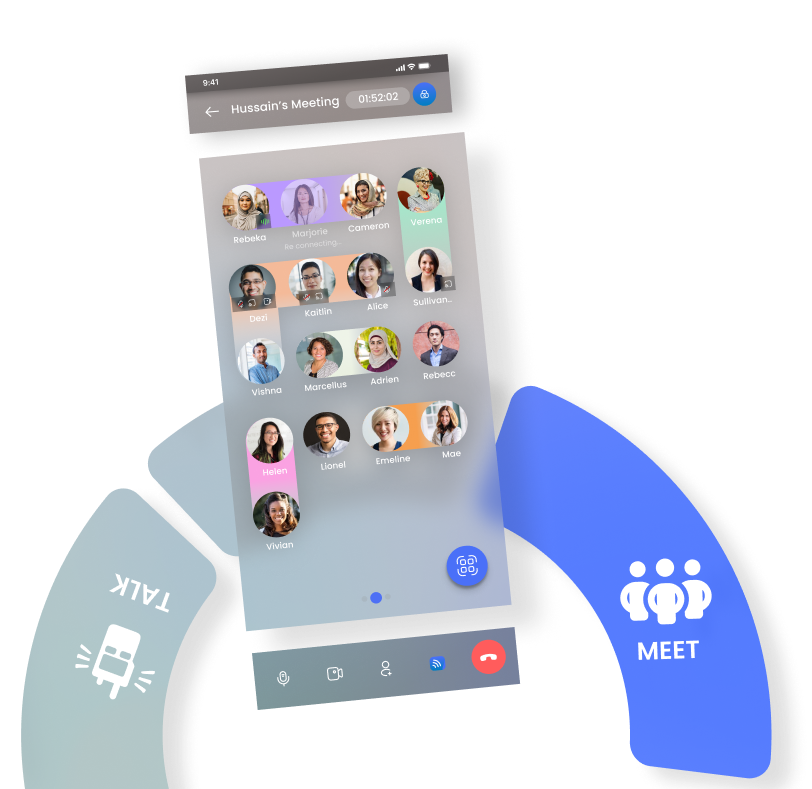 9:41
Hussain's Meeting 01:52:02
Rebeka Marjorie Cameron Verena
Re connecting...
Dezi Kaitlin Alice Sullivan..
Vishna Marcellus Adrien Rebecc
Helen Lionel Emeline Mae
Vivian
TALK
MEET